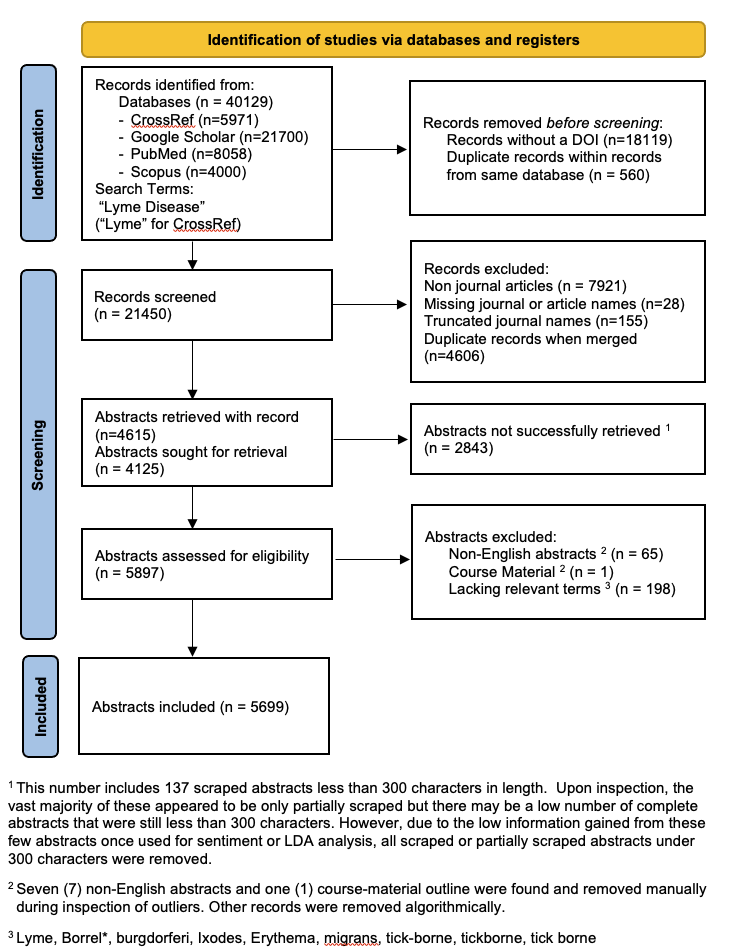 Identification of studies via databases and registers
Identification
Records identified from:
Databases (n = 40129)
- CrossRef (n=5971)
- Google Scholar (n=21700)
- PubMed (n=8058)
- Scopus (n=4000)
Search Terms:
“Lyme Disease”
(“Lyme” for CrossRef)
Records removed before screening:
Records without a DOI (n=18119)
Duplicate records within records
from same database (n = 560)
Screening
Records screened
(n = 21450)
Records excluded:
Non journal articles (n = 7921)
Missing journal or article names (n=28)
Truncated journal names (n=155)
Duplicate records when merged
(n=4606)
Abstracts retrieved with record
(n=4615)
Abstracts sought for retrieval
(n = 4125)
Abstracts not successfully retrieved ¹
(n = 2843)
Abstracts assessed for eligibility
(n = 5897)
Abstracts excluded:
Non-English abstracts ² (n = 65)
Course Material ² (n = 1)
Lacking relevant terms ³ (n = 198)
Included
Abstracts included (n = 5699)
¹ This number includes 137 scraped abstracts less than 300 characters in length.  Upon inspection, the
vast majority of these appeared to be only partially scraped but there may be a low number of complete
abstracts that were still less than 300 characters. However, due to the low information gained from these
few abstracts once used for sentiment or LDA analysis, all scraped or partially scraped abstracts under
300 characters were removed.
² Seven (7) non-English abstracts and one (1) course-material outline were found and removed manually
during inspection of outliers. Other records were removed algorithmically.
³ Lyme, Borrel*, burgdorferi, Ixodes, Erythema, migrans, tick-borne, tickborne, tick borne